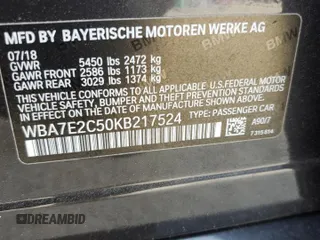 MFD BY BAYERISCHE MOTOREN WERKE AG
07/18
GVWR 5450 lbs 2472 kg
GAWR FRONT 2586 lbs 1173 kg
GAWR REAR 3029 lbs 1374 kg
THIS VEHICLE CONFORMS TO ALL APPLICABLE U.S. FEDERAL
MOTOR VEHICLE SAFETY, BUMPER, AND THEFT PREVENTION
STANDARDS IN EFFECT ON THE DATE OF MANUFACTURE SHOWN ABOVE.
WBA7E2C50KB217524 TYPE: PASSENGER CAR
A90/7
DREAMBID